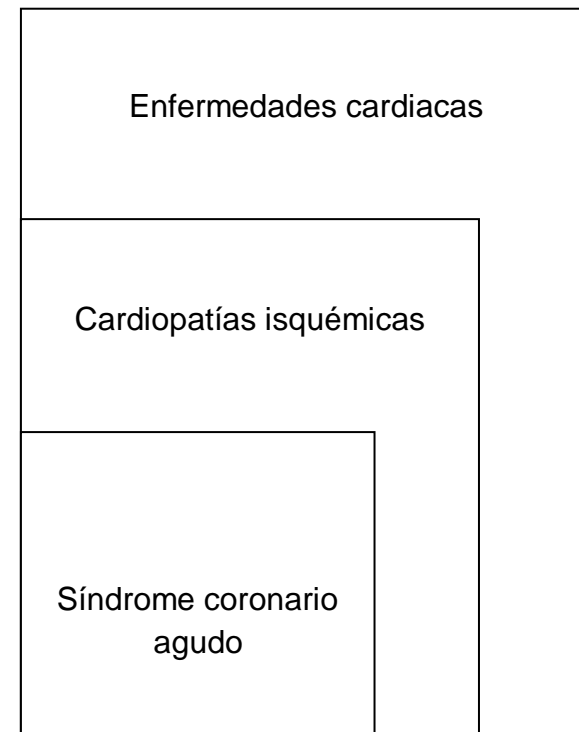 Enfermedades cardiacas
Cardiopatías isquémicas
Síndrome coronario
agudo